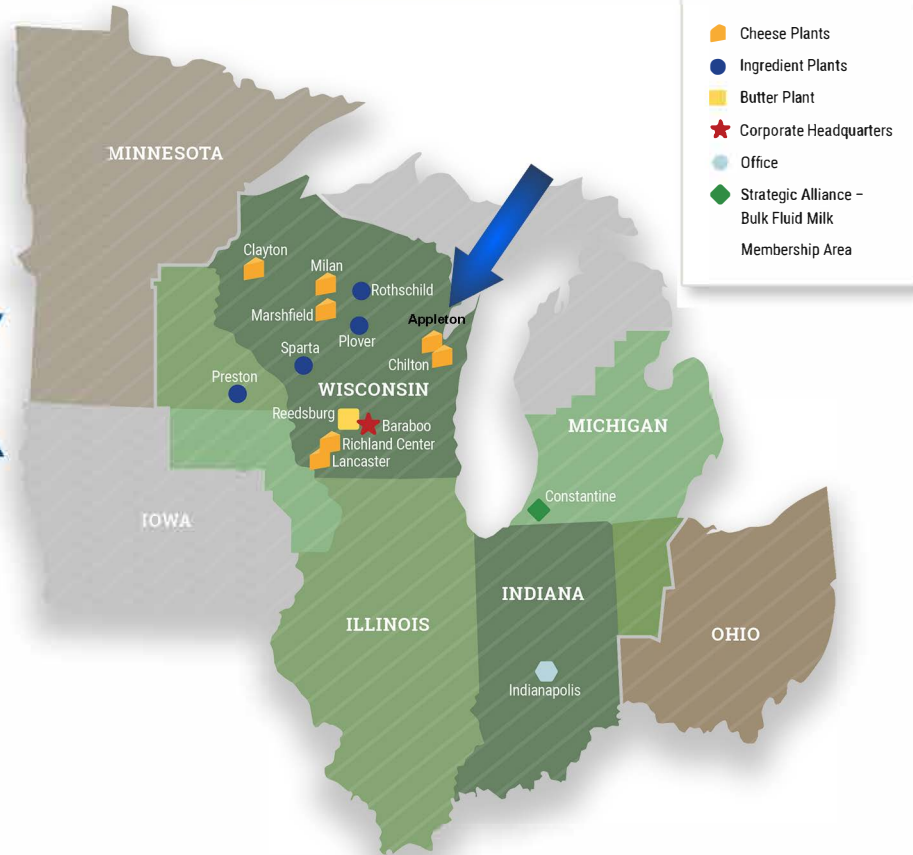 Cheese Plants
Ingredient Plants
Butter Plant
Corporate Headquarters
Office
Strategic Alliance –
Bulk Fluid Milk
Membership Area
MINNESOTA
Clayton
Milan
Rothschild
Marshfield
Appleton
Plover
Sparta
Chilton
Preston
WISCONSIN
Reedsburg
Baraboo
Richland Center
Lancaster
MICHIGAN
Constantine
IOWA
INDIANA
ILLINOIS
OHIO
Indianapolis